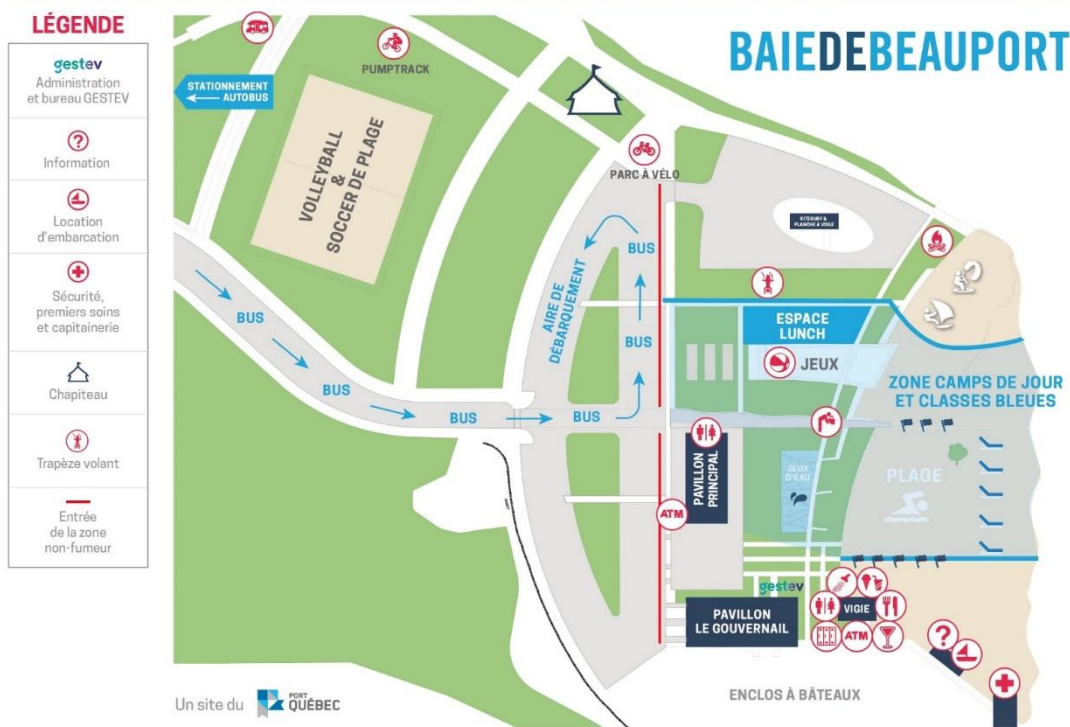 LÉGENDE
gestev
Administration
et bureau GESTEV
?
Information
Location
d'embarcation
Sécurité,
premiers soins
et capitainerie
Chapiteau
Trapèze volant
Entrée
de la zone
non-fumeur
BAIEDEBEAUPORT
PUMPTRACK
STATIONNEMENT
AUTOBUS
VOLLEYBALL
&
SOCCER DE PLAGE
PARC À VÉLO
KITESURF &
PLANCHE À VOILE
BUS
AIRE DE
DÉBARQUEMENT
BUS
BUS
BUS
BUS
BUS
ESPACE
LUNCH
JEUX
ZONE CAMPS DE JOUR
ET CLASSES BLEUES
PAVILLON
PRINCIPAL
JEUX
D'EAU
PLAGE
ATM
gestev
PAVILLON
LE GOUVERNAIL
VIGIE
ATM
?
ENCLOS À BÂTEAUX
Un site du
PORT
QUÉBEC